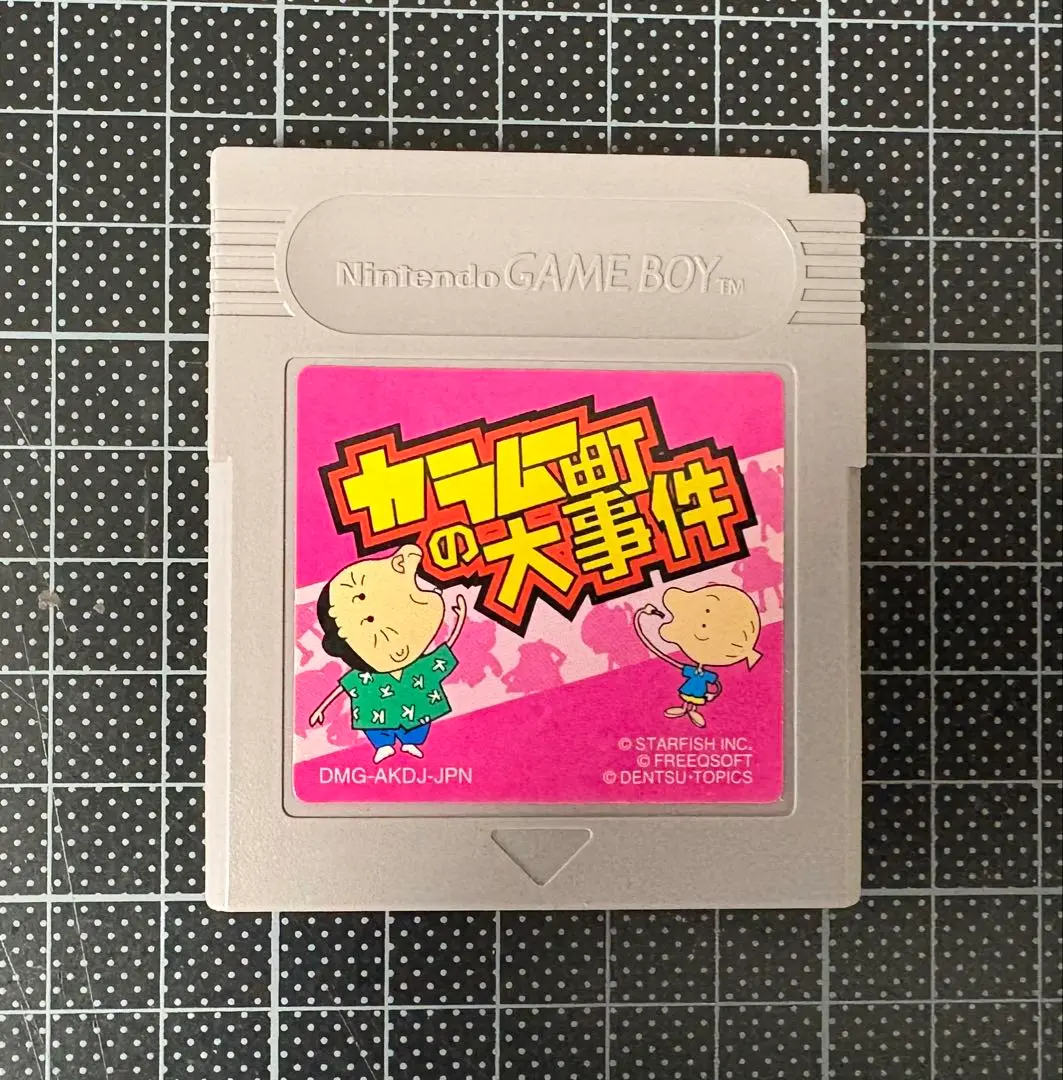 Nintendo GAME BOY™
カラムー町
の大事件
DMG-AKDJ-JPN
© STARFISH INC.
© FREEQSOFT
© DENTSU・TOPICS